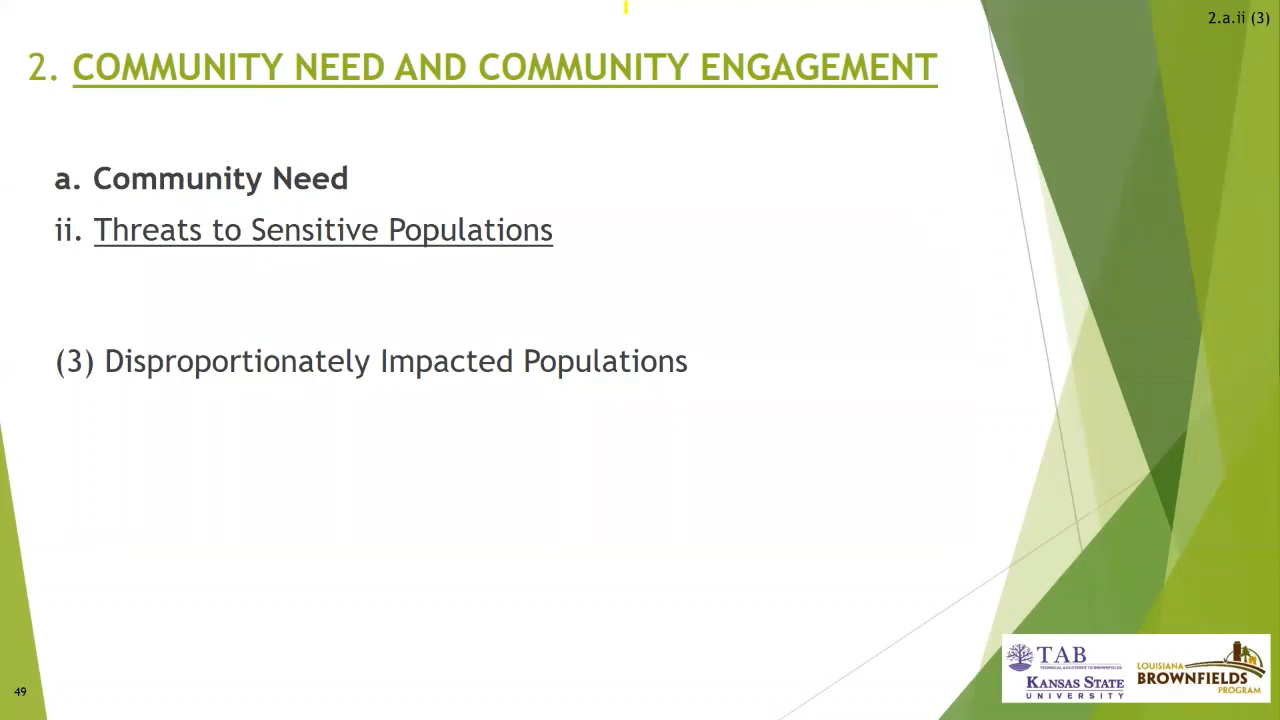 2.a.ii (3)
2. COMMUNITY NEED AND COMMUNITY ENGAGEMENT
a. Community Need
ii. Threats to Sensitive Populations
(3) Disproportionately Impacted Populations
TAB
TECHNICAL ASSISTANCE TO BROWNFIELDS
KANSAS STATE
UNIVERSITY
LOUISIANA
BROWNFIELDS
PROGRAM
49